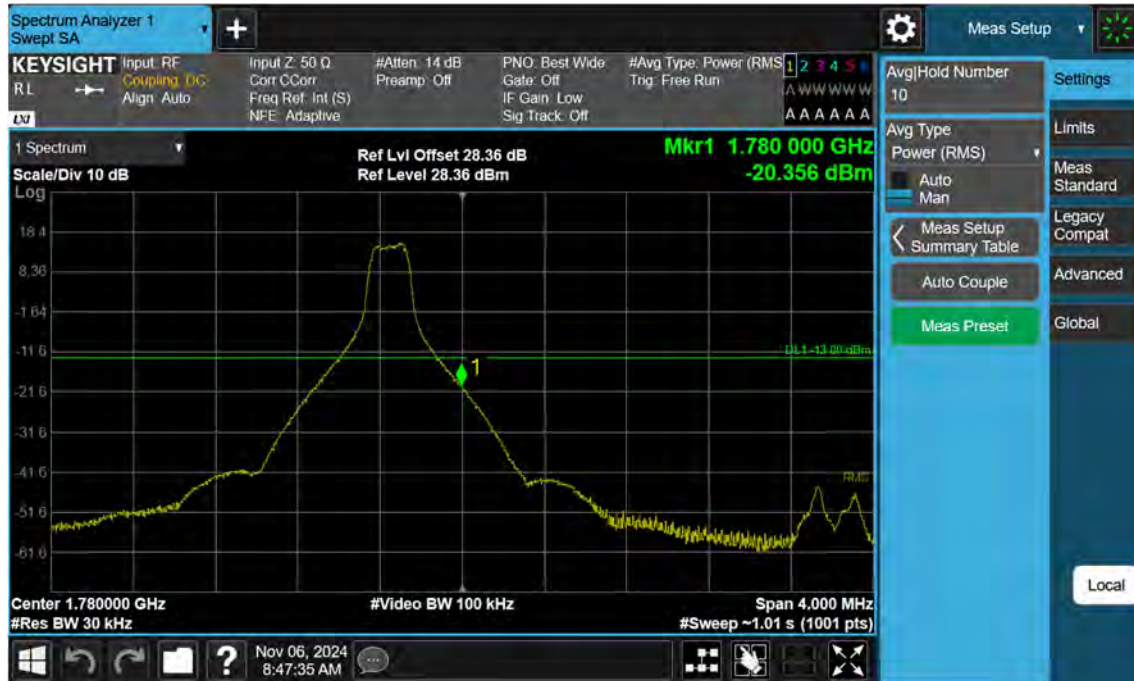 Spectrum Analyzer 1
Swept SA
+
Meas Setup
KEYSIGHT
RL
LXI
Input: RF
Coupling: DC
Align: Auto
Input Z: 50 Ω
Corr CCorr
Freq Ref: Int (S)
NFE: Adaptive
#Atten: 14 dB
Preamp: Off
PNO: Best Wide
Gate: Off
IF Gain: Low
Sig Track: Off
#Avg Type: Power (RMS)
Trig: Free Run
1 2 3 4 5 6
A W W W W W
A A A A A A
1 Spectrum
Scale/Div 10 dB
Ref Lvl Offset 28.36 dB
Ref Level 28.36 dBm
Mkr1 1.780 000 GHz
-20.356 dBm
Log
18.4
8.36
-1.64
-11.6
-21.6
-31.6
-41.6
-51.6
-61.6
DL1 -13.00 dBm
1
RMS
Center 1.780000 GHz
#Res BW 30 kHz
#Video BW 100 kHz
Span 4.000 MHz
#Sweep ~1.01 s (1001 pts)
Avg|Hold Number
10
Avg Type
Power (RMS)
Auto
Man
Meas Setup
Summary Table
Auto Couple
Meas Preset
Settings
Limits
Meas
Standard
Legacy
Compat
Advanced
Global
Local
?
Nov 06, 2024
8:47:35 AM